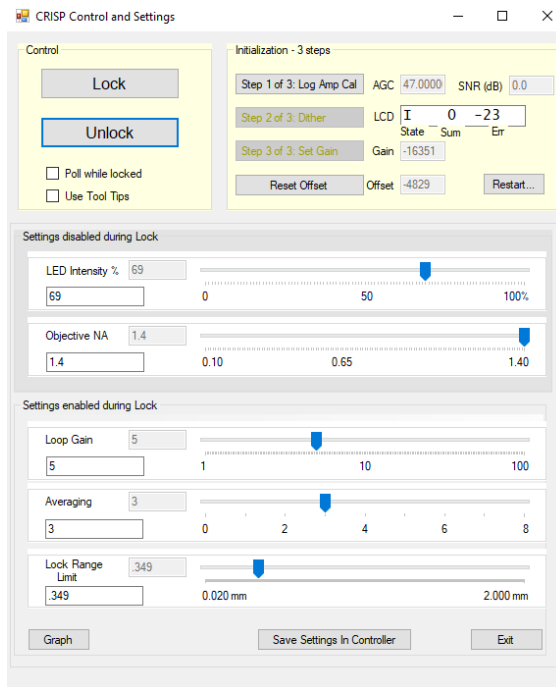 CRISP Control and Settings
Control
Lock
Unlock
Poll while locked
Use Tool Tips
Initialization - 3 steps
Step 1 of 3: Log Amp Cal AGC 47.0000 SNR (dB) 0.0
Step 2 of 3: Dither LCD I 0 -23
State Sum Err
Step 3 of 3: Set Gain Gain -16351
Reset Offset Offset -4829 Restart...
Settings disabled during Lock
LED Intensity % 69
69 0 50 100%
Objective NA 1.4
1.4 0.10 0.65 1.40
Settings enabled during Lock
Loop Gain 5
5 1 10 100
Averaging 3
3 0 2 4 6 8
Lock Range
Limit .349
.349 0.020 mm 2.000 mm
Graph Save Settings In Controller Exit